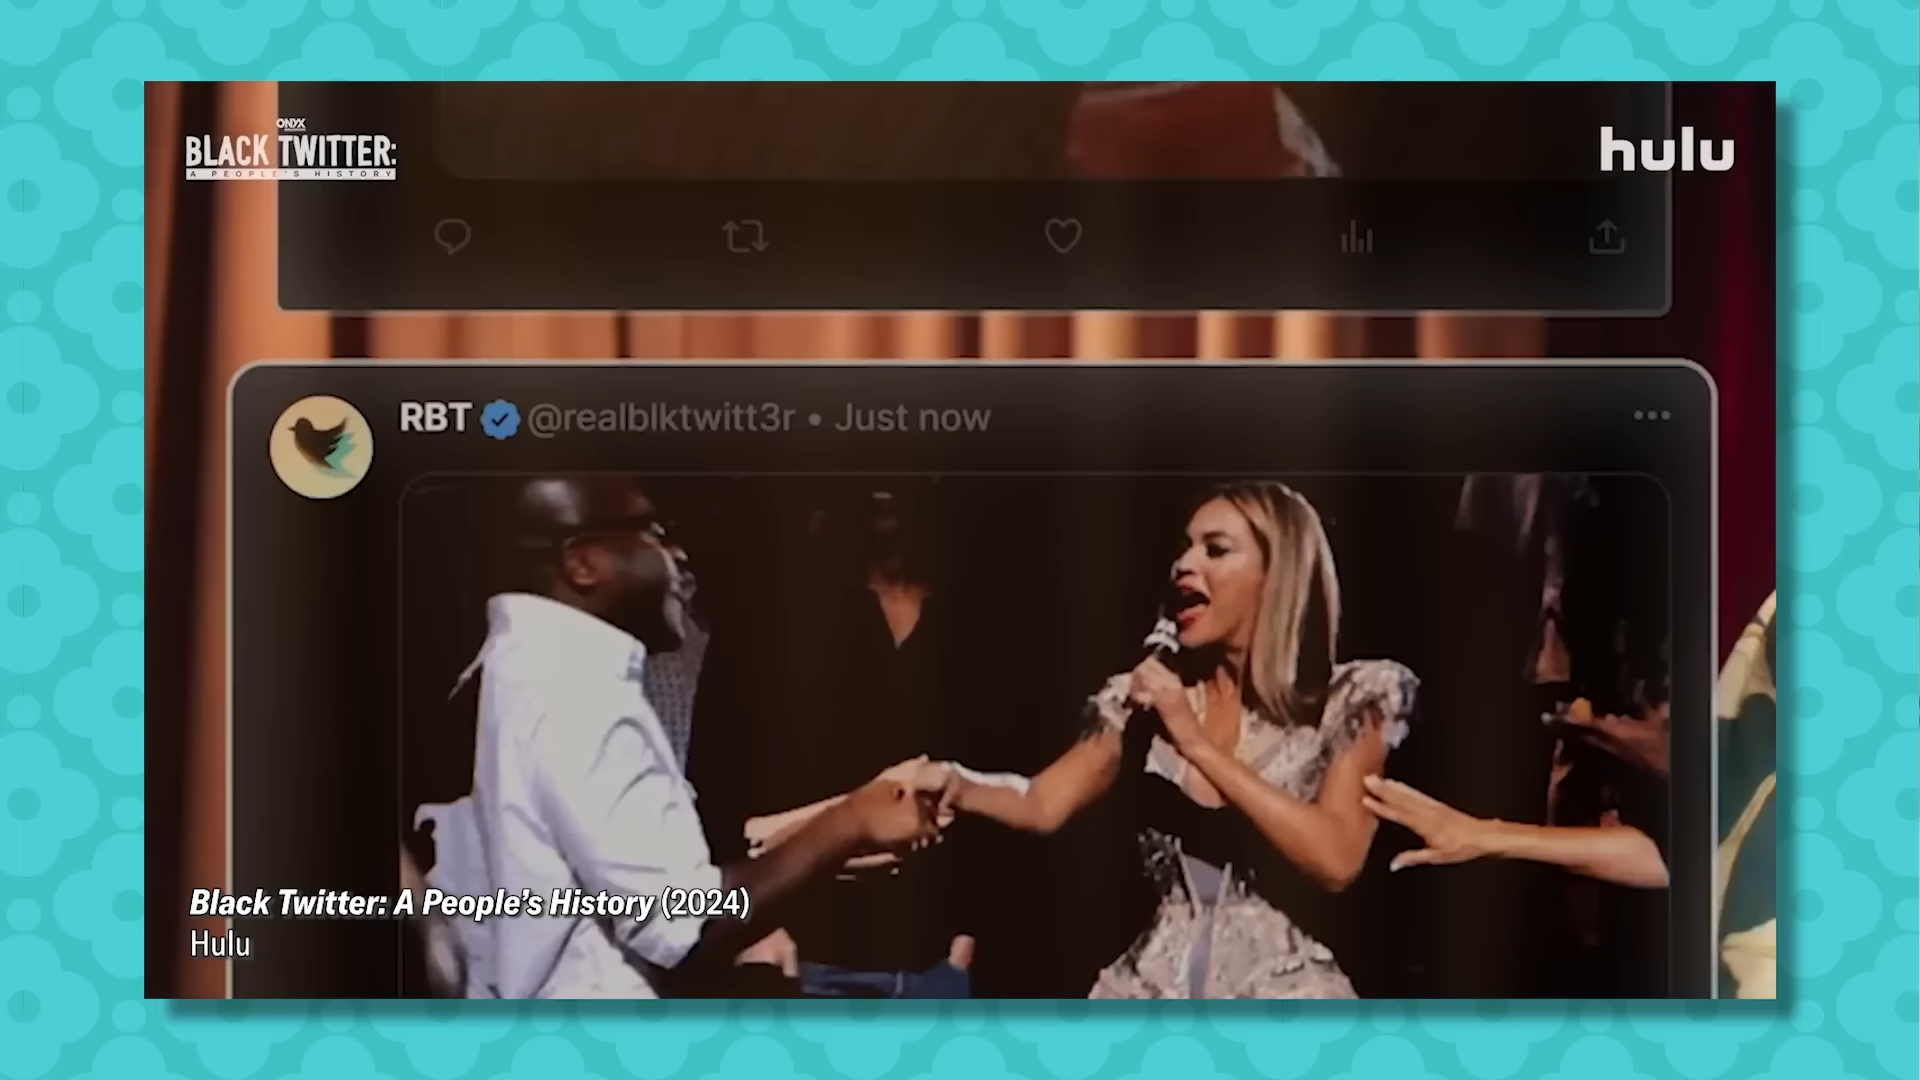 ONYX
BLACK TWITTER:
A PEOPLE'S HISTORY
hulu
RBT @realblktwitt3r • Just now
Black Twitter: A People's History (2024)
Hulu